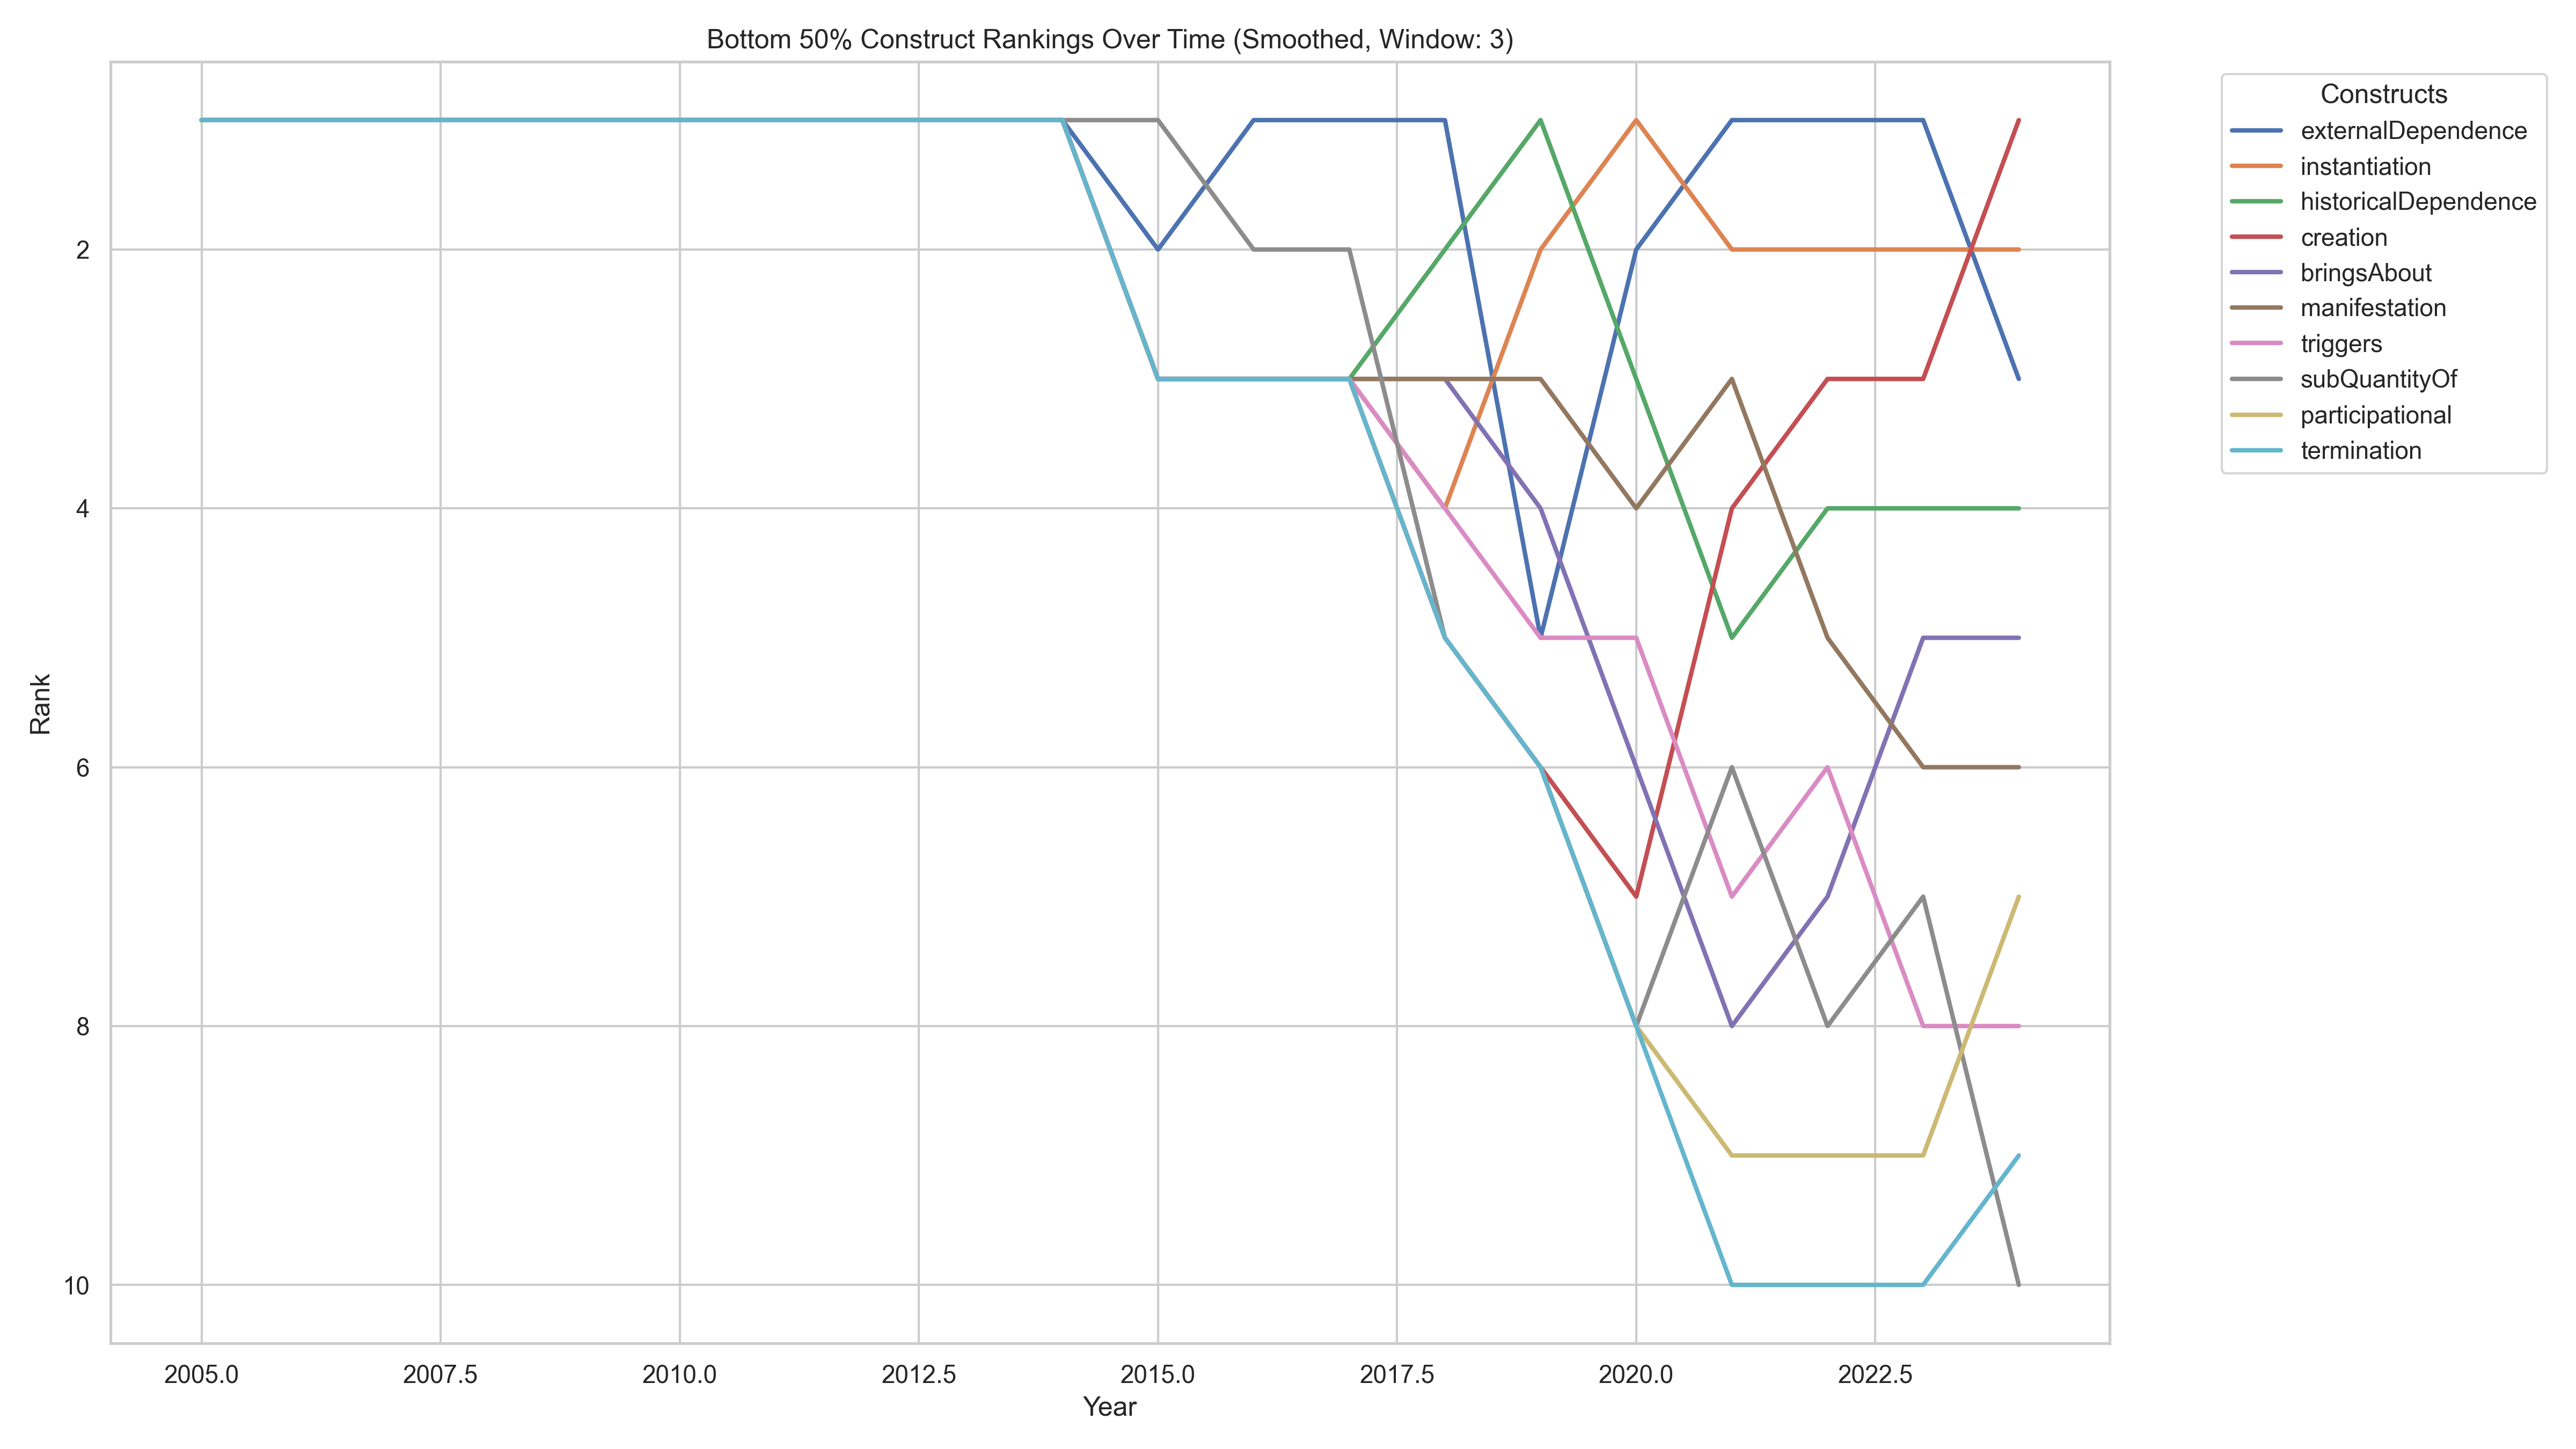 Bottom 50% Construct Rankings Over Time (Smoothed, Window: 3)
Constructs
externalDependence
instantiation
historicalDependence
creation
bringsAbout
manifestation
triggers
subQuantityOf
participational
termination
Rank
2
4
6
8
10
2005.0 2007.5 2010.0 2012.5 2015.0 2017.5 2020.0 2022.5
Year